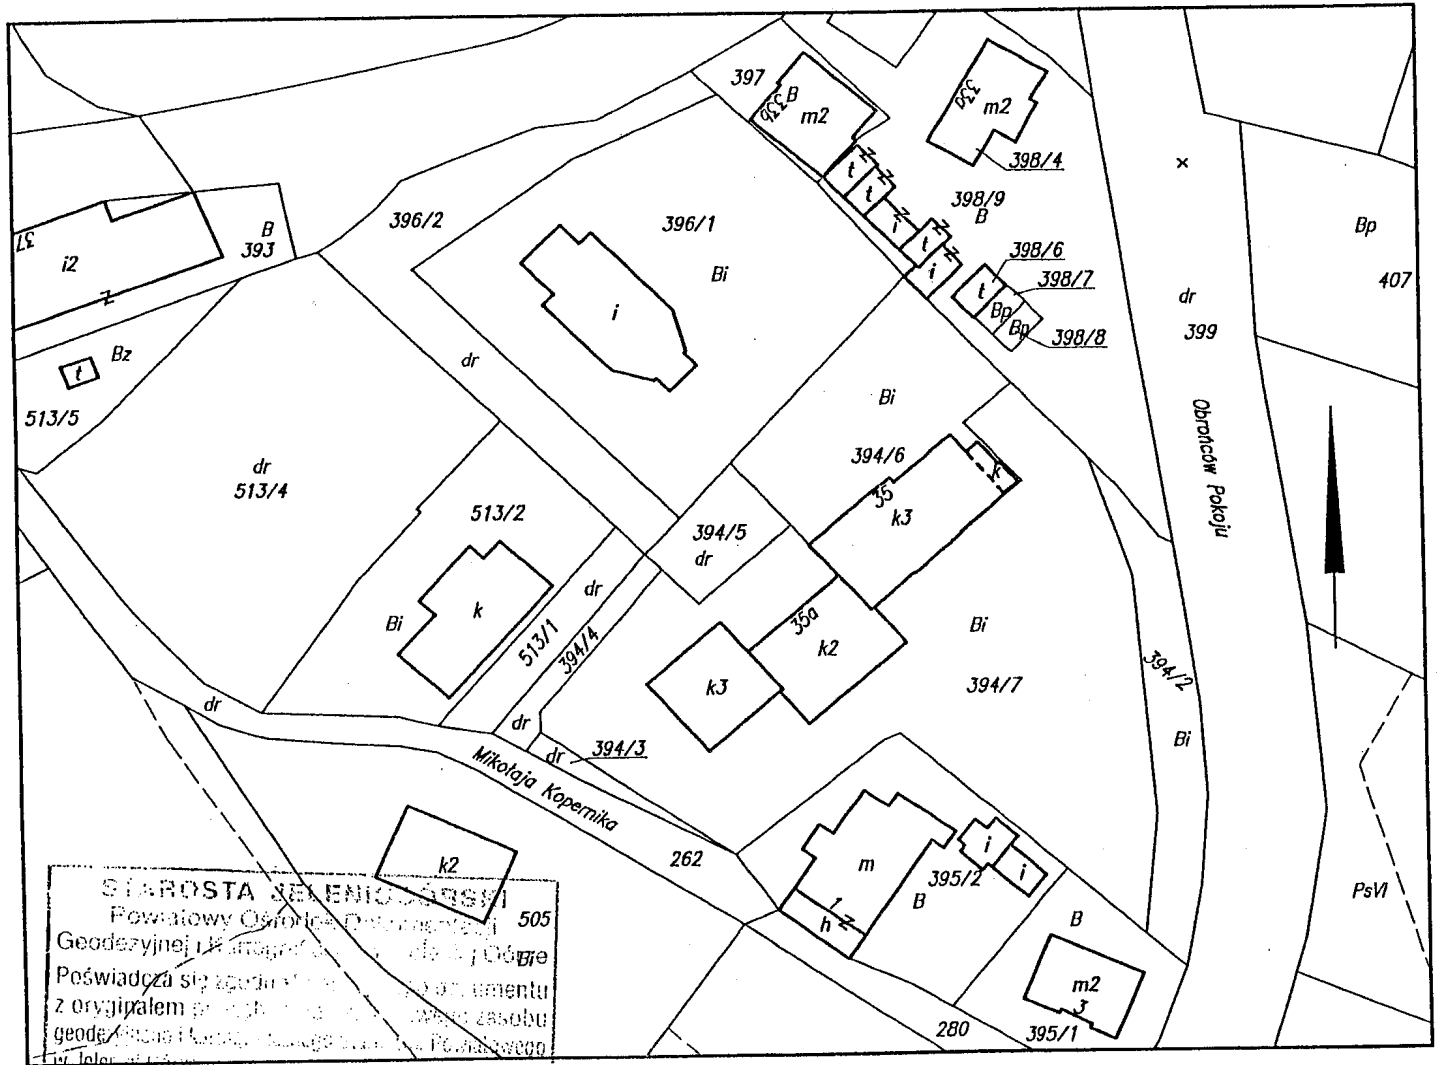 397
B
33b
m2
33a
m2
398/4
t
t
i
t
i
398/9
B
398/6
398/7
t
Bp
Bp
398/8
Bp
407
dr
399
396/2
396/1
Bi
i
B
393
37
i2
Bz
t
513/5
dr
Bi
394/6
k
35
k3
dr
513/4
513/2
k
Bi
dr
394/5
dr
513/1
394/4
35a
k2
k3
Bi
394/7
394/2
Bi
Obrońców Pokoju
dr
dr
dr
394/3
Mikołaja Kopernika
262
k2
505
Bi
m
h
395/2
B
i
i
B
m2
3
395/1
280
PsVI
STAROSTA JELENIOGÓRSKI
Powiatowy Ośrodek
Geodezyjnej i
Poświadcza się
z oryginałem
zasobu
Powiatowego